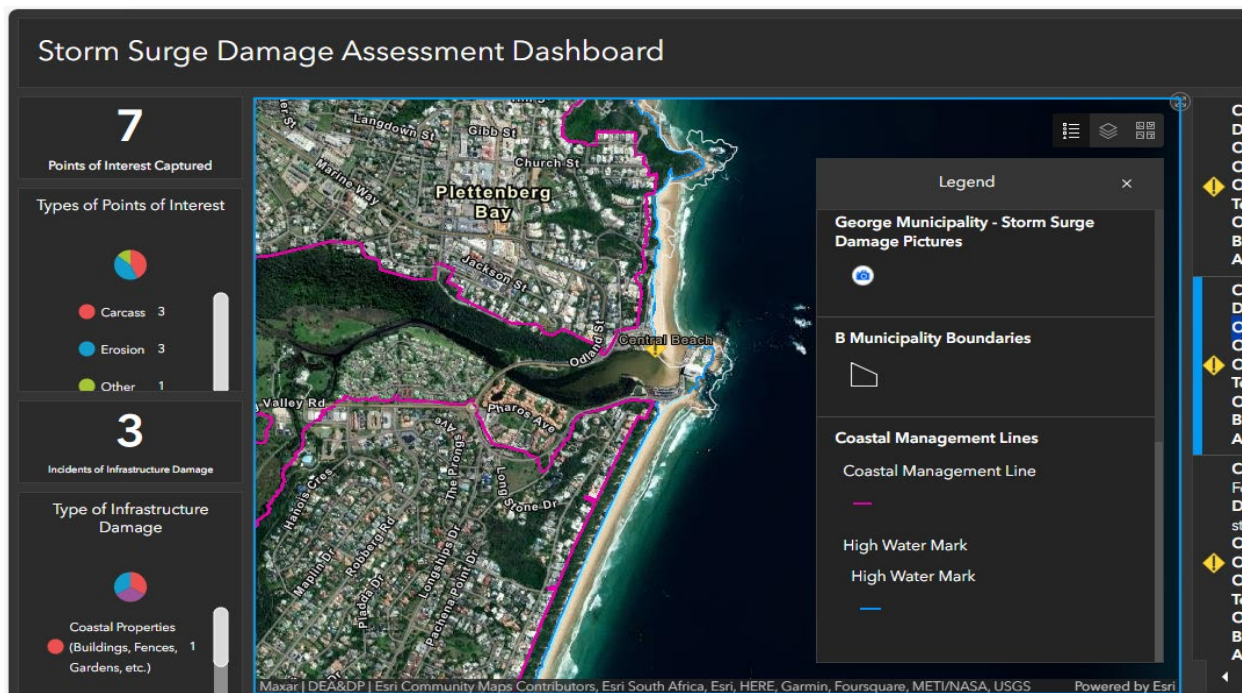 Storm Surge Damage Assessment Dashboard
7
Points of Interest Captured
Types of Points of Interest
Carcass 3
Erosion 3
Other 1
3
Incidents of Infrastructure Damage
Type of Infrastructure
Damage
Coastal Properties
(Buildings, Fences, 1
Gardens, etc.)
Langdown St
Gibb St
Church St
Marine Way
Plettenberg
Bay
Jackson St
Odland St
Central Beach
Valley Rd
Pharos Ave
Ave
The Prongs
Long Stone Dr
Hanois Cres
Robberg Rd
Longships Dr
Maplin Dr
Pladda Dr
Pachena Point Dr
Legend
George Municipality - Storm Surge
Damage Pictures
B Municipality Boundaries
Coastal Management Lines
Coastal Management Line
High Water Mark
High Water Mark
Maxar | DEA&DP | Esri Community Maps Contributors, Esri South Africa, Esri, HERE, Garmin, Foursquare, METI/NASA, USGS
Powered by Esri